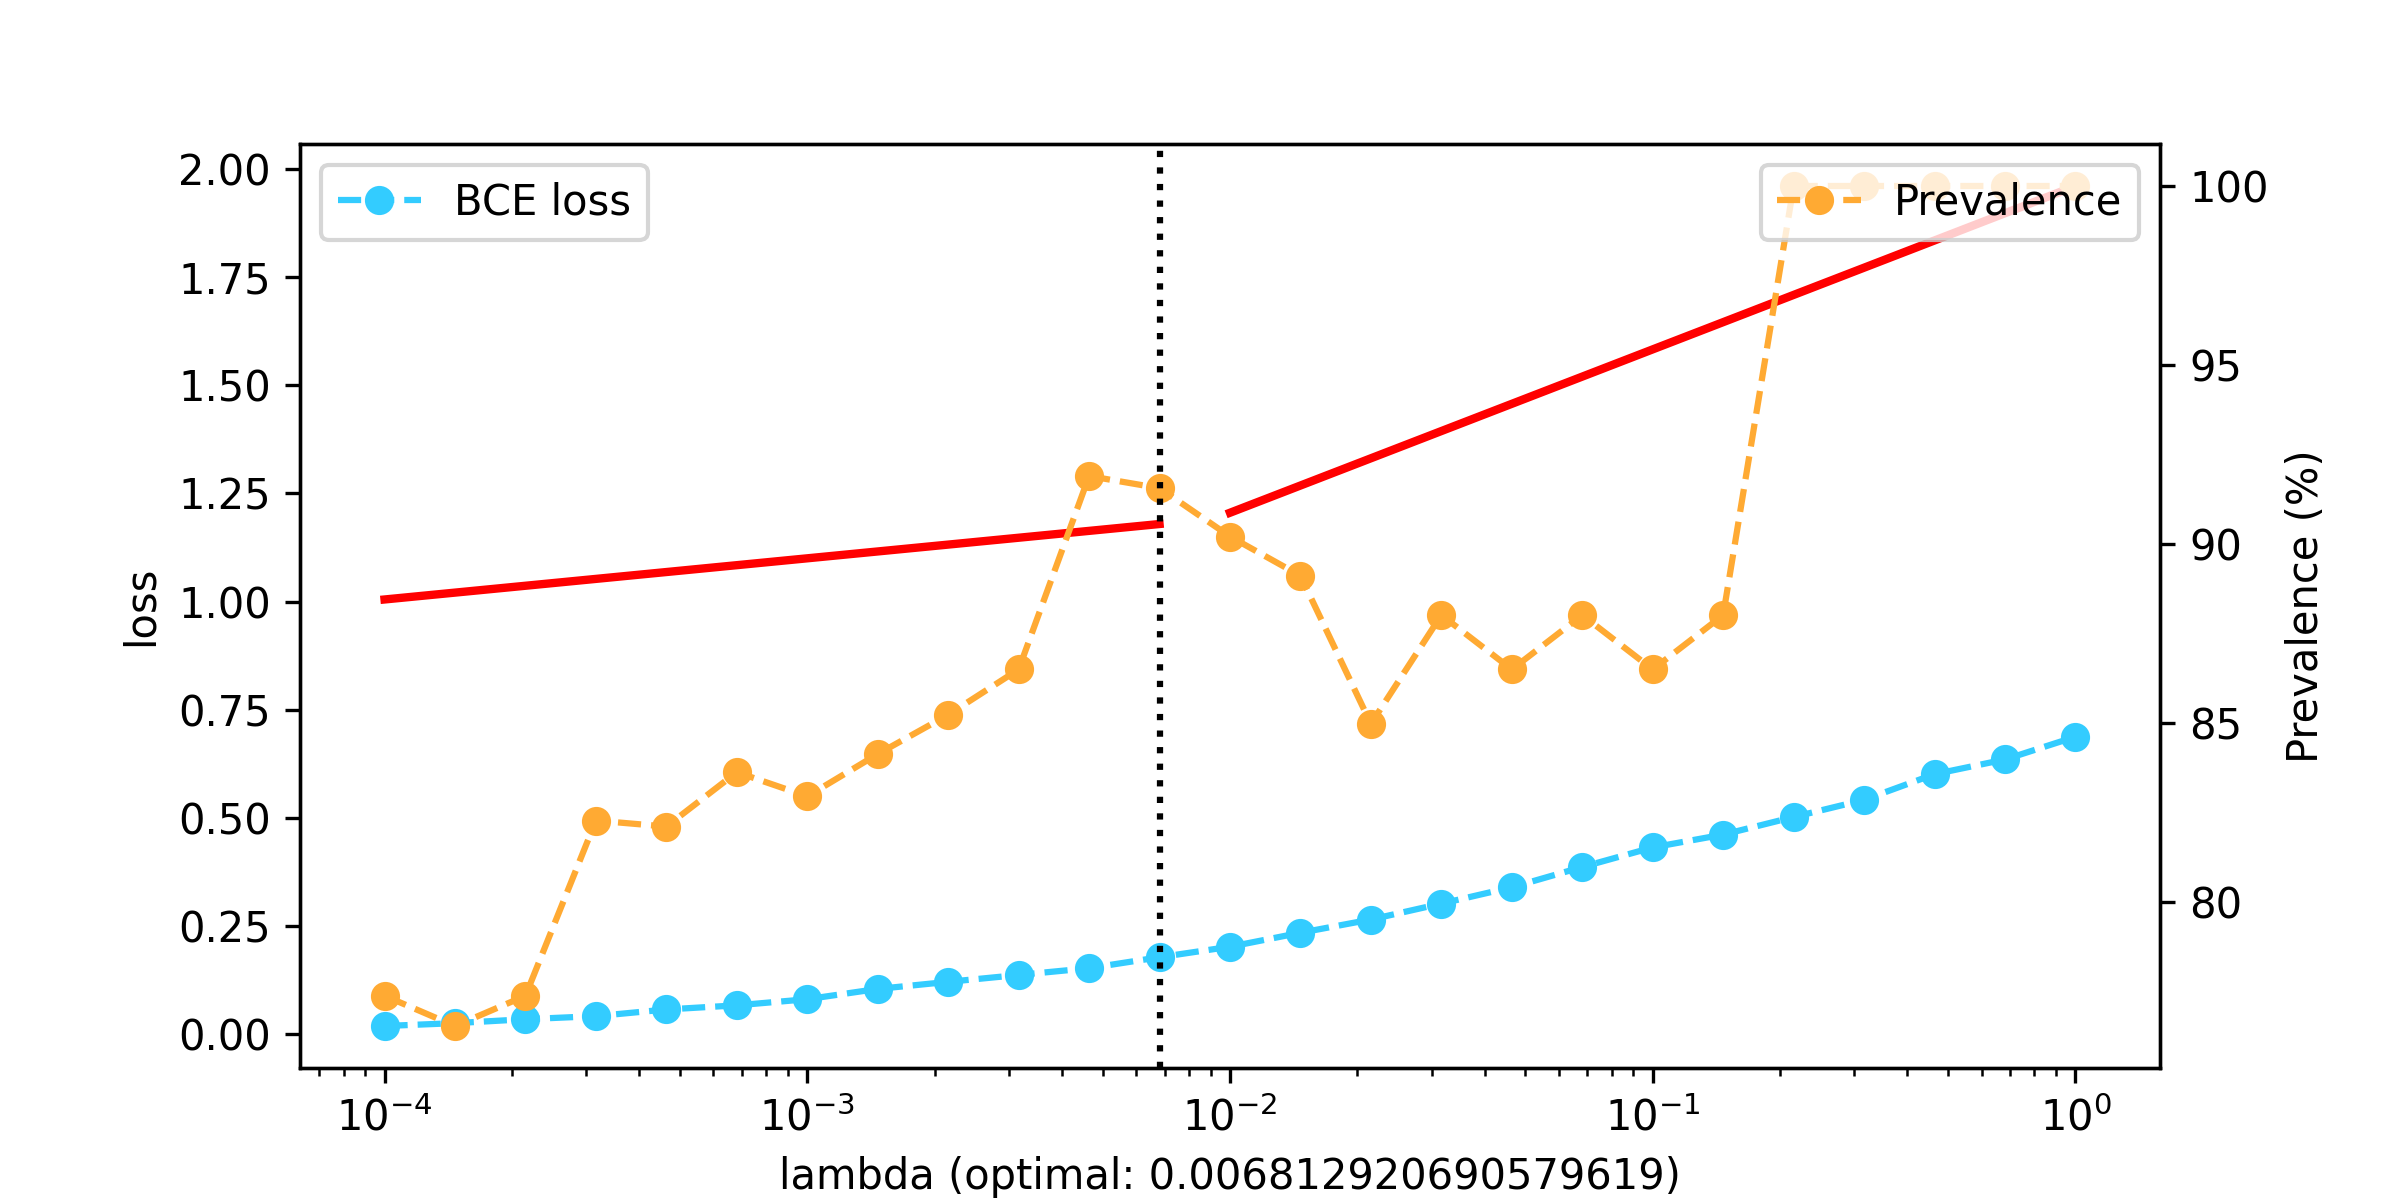 BCE loss
Prevalence
2.00
1.75
1.50
1.25
1.00
0.75
0.50
0.25
0.00
loss
100
95
90
85
80
Prevalence (%)
10⁻⁴ 10⁻³ 10⁻² 10⁻¹ 10⁰
lambda (optimal: 0.006812920690579619)